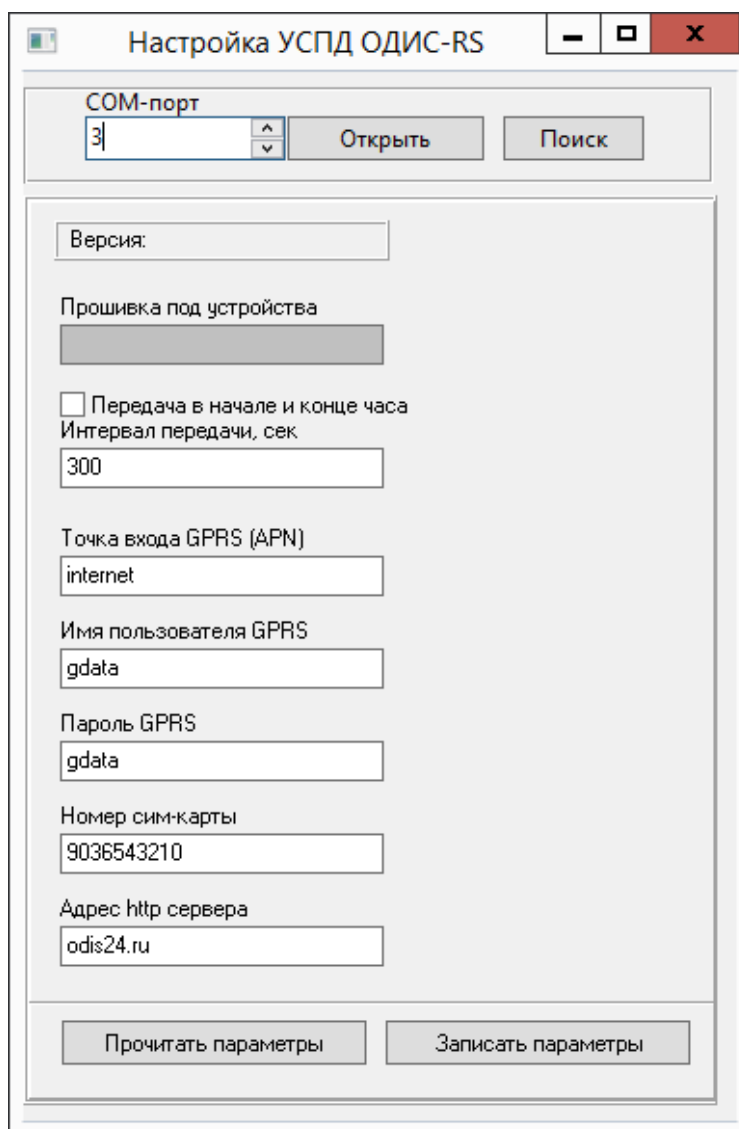 Настройка УСПД ОДИС-RS
COM-порт
3 Открыть Поиск
Версия:
Прошивка под устройства
Передача в начале и конце часа
Интервал передачи, сек
300
Точка входа GPRS (APN)
internet
Имя пользователя GPRS
gdata
Пароль GPRS
gdata
Номер сим-карты
9036543210
Адрес http сервера
odis24.ru
Прочитать параметры Записать параметры